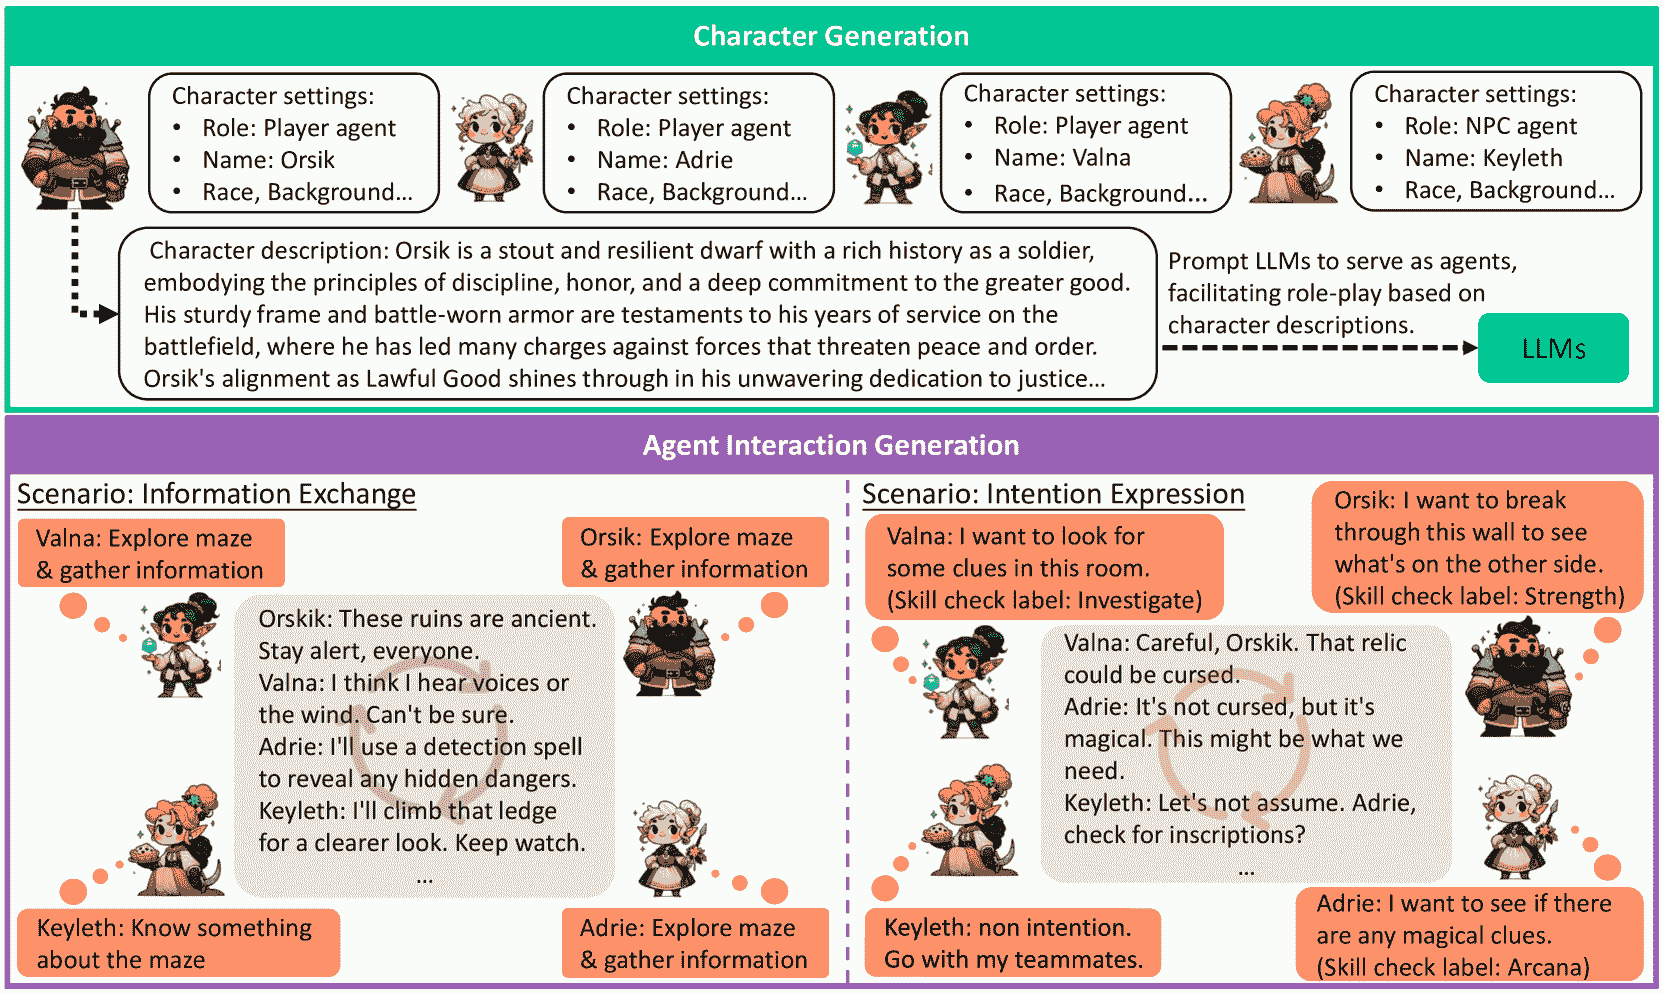 Character Generation
Character settings:
• Role: Player agent
• Name: Orsik
• Race, Background...
Character settings:
• Role: Player agent
• Name: Adrie
• Race, Background...
Character settings:
• Role: Player agent
• Name: Valna
• Race, Background...
Character settings:
• Role: NPC agent
• Name: Keyleth
• Race, Background...
Character description: Orsik is a stout and resilient dwarf with a rich history as a soldier,
embodying the principles of discipline, honor, and a deep commitment to the greater good.
His sturdy frame and battle-worn armor are testaments to his years of service on the
battlefield, where he has led many charges against forces that threaten peace and order.
Orsik's alignment as Lawful Good shines through in his unwavering dedication to justice...
Prompt LLMs to serve as agents,
facilitating role-play based on
character descriptions.
LLMs
Agent Interaction Generation
Scenario: Information Exchange
Valna: Explore maze
& gather information
Orsik: Explore maze
& gather information
Orskik: These ruins are ancient.
Stay alert, everyone.
Valna: I think I hear voices or
the wind. Can't be sure.
Adrie: I'll use a detection spell
to reveal any hidden dangers.
Keyleth: I'll climb that ledge
for a clearer look. Keep watch.
...
Keyleth: Know something
about the maze
Adrie: Explore maze
& gather information
Scenario: Intention Expression
Valna: I want to look for
some clues in this room.
(Skill check label: Investigate)
Orsik: I want to break
through this wall to see
what's on the other side.
(Skill check label: Strength)
Valna: Careful, Orskik. That relic
could be cursed.
Adrie: It's not cursed, but it's
magical. This might be what we
need.
Keyleth: Let's not assume. Adrie,
check for inscriptions?
...
Keyleth: non intention.
Go with my teammates.
Adrie: I want to see if there
are any magical clues.
(Skill check label: Arcana)